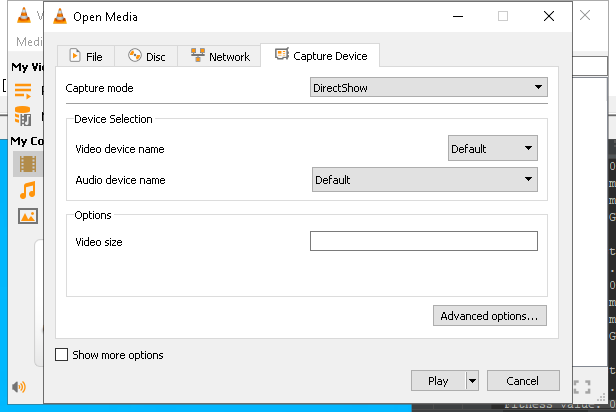 V
Open Media
Medi
File
Disc
Network
Capture Device
My Vi
Capture mode
DirectShow
Device Selection
Video device name
Default
My Co
Audio device name
Default
Options
Video size
Advanced options...
Show more options
Play
Cancel
0
m
m
G
t
.
0
m
m
G
t
.
Fitness value: 0